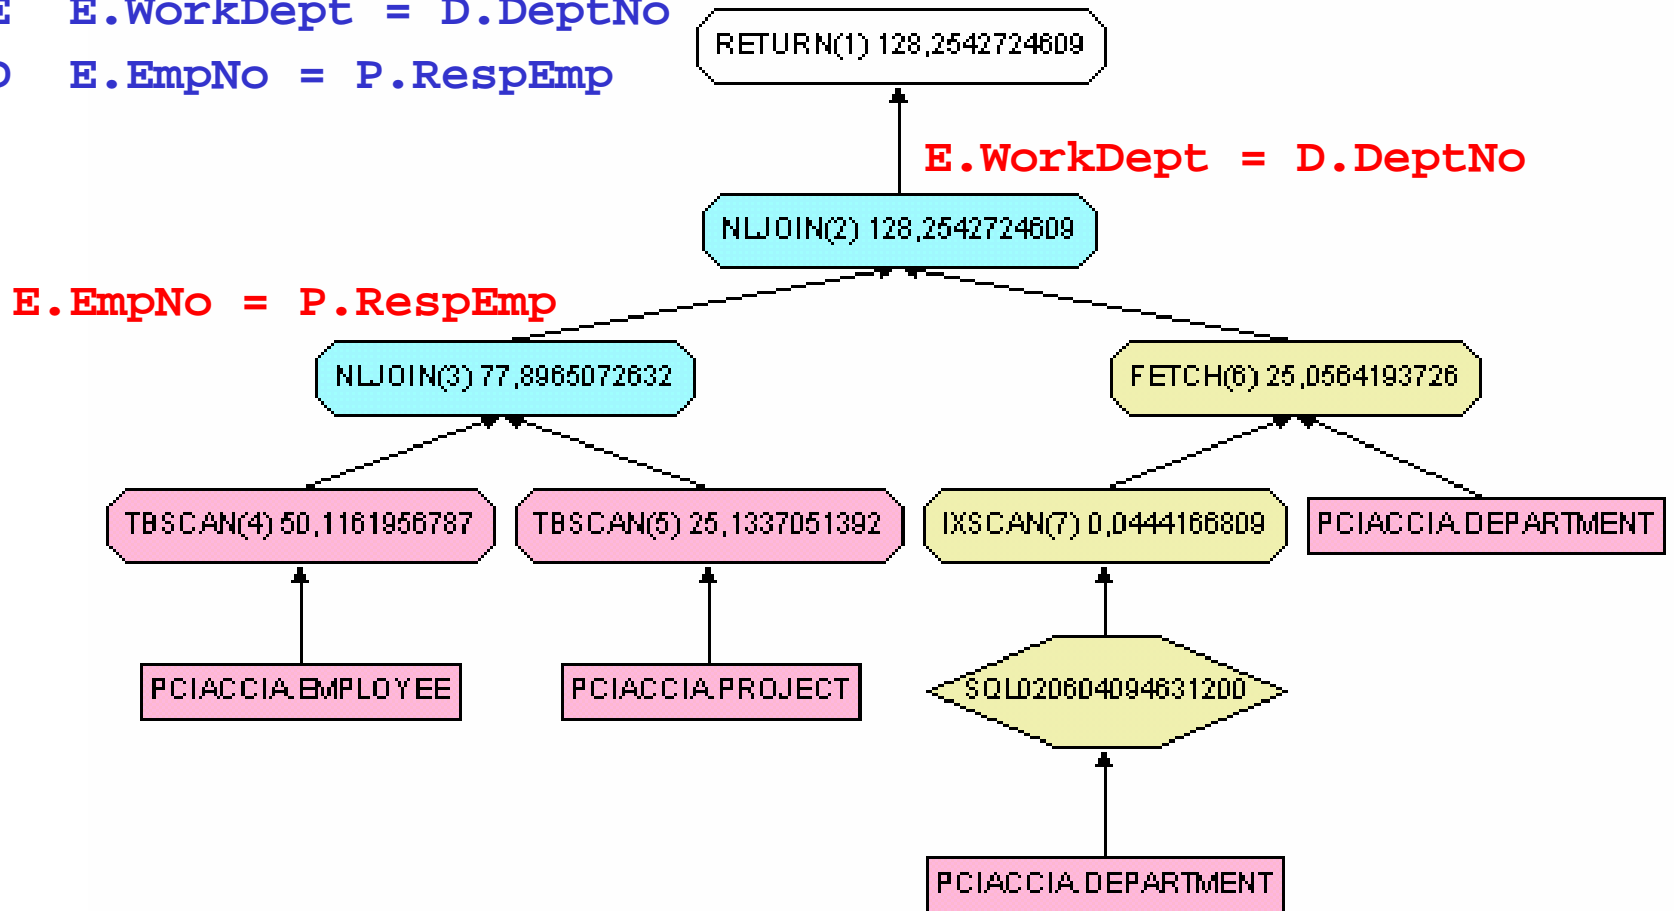 E E.WorkDept = D.DeptNo
D E.EmpNo = P.RespEmp
RETURN(1) 128,2542724609
E.WorkDept = D.DeptNo
NLJOIN(2) 128,2542724609
E.EmpNo = P.RespEmp
NLJOIN(3) 77,8965072632
FETCH(6) 25,0564193726
TBSCAN(4) 50,1161956787
TBSCAN(5) 25,1337051392
IXSCAN(7) 0,0444166809
PCIACCIA.DEPARTMENT
PCIACCIA.EMPLOYEE
PCIACCIA.PROJECT
SQL020604094631200
PCIACCIA.DEPARTMENT